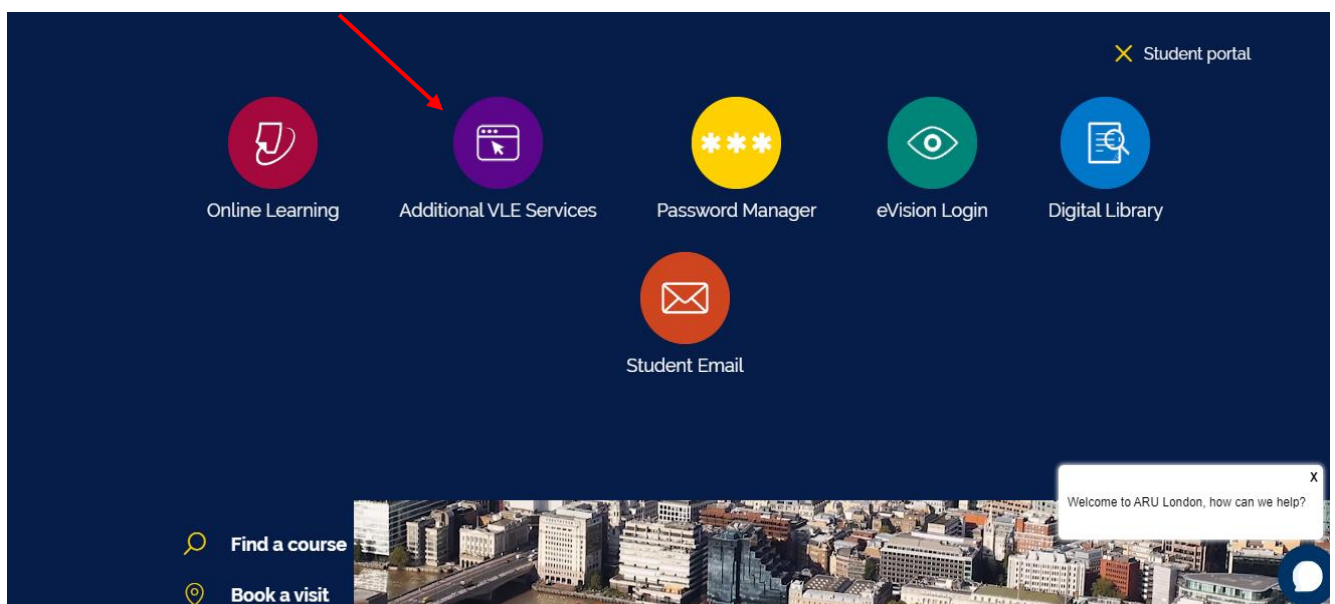 Student portal
Online Learning
Additional VLE Services
Password Manager
eVision Login
Digital Library
Student Email
X
Welcome to ARU London, how can we help?
Find a course
Book a visit